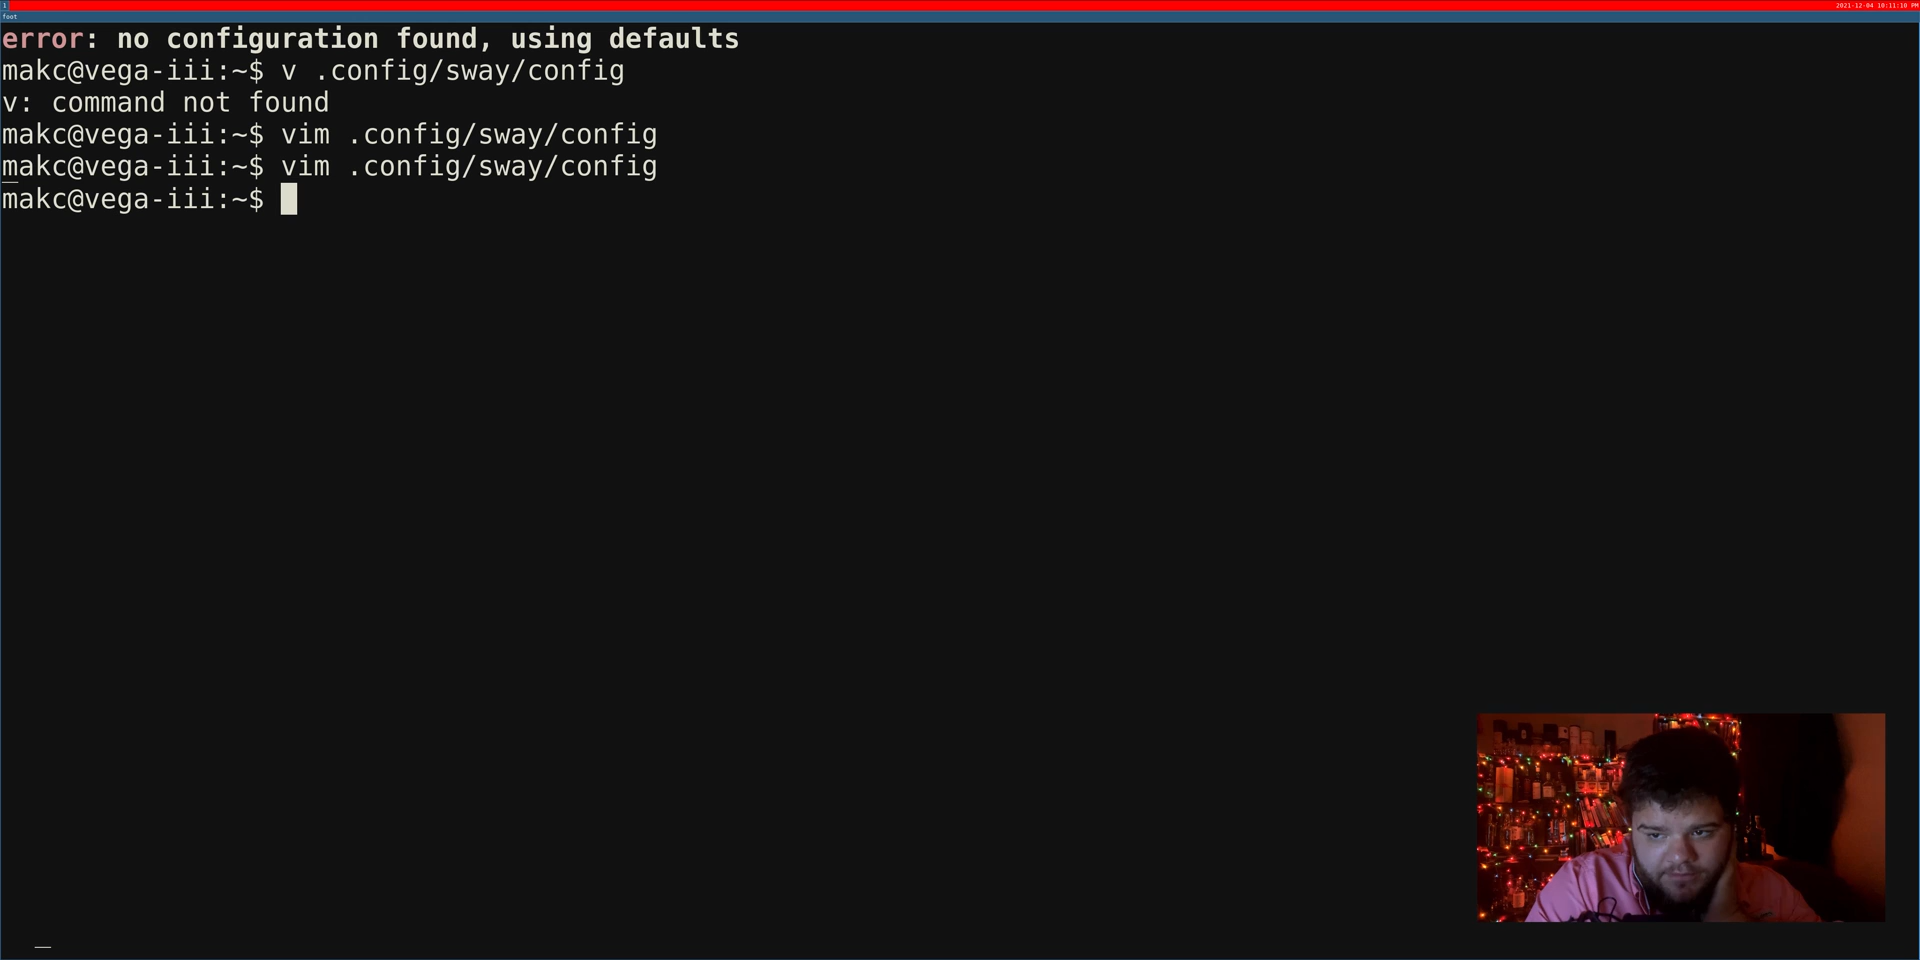 1
2021-12-04 10:11:10 PM
foot
error: no configuration found, using defaults
makc@vega-iii:~$ v .config/sway/config
v: command not found
makc@vega-iii:~$ vim .config/sway/config
makc@vega-iii:~$ vim .config/sway/config
makc@vega-iii:~$